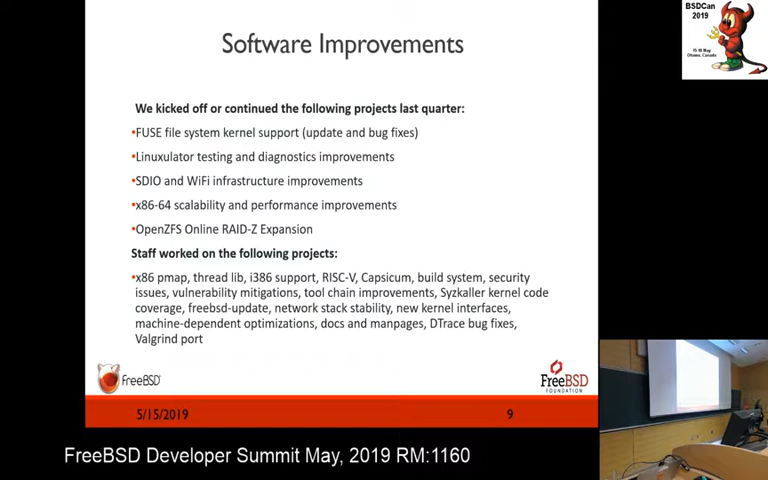 BSDCan
2019
15-18 May
Ottawa, Canada
Software Improvements
We kicked off or continued the following projects last quarter:
•FUSE file system kernel support (update and bug fixes)
•Linuxulator testing and diagnostics improvements
•SDIO and WiFi infrastructure improvements
•x86-64 scalability and performance improvements
•OpenZFS Online RAID-Z Expansion
Staff worked on the following projects:
•x86 pmap, thread lib, i386 support, RISC-V, Capsicum, build system, security
issues, vulnerability mitigations, tool chain improvements, Syzkaller kernel code
coverage, freebsd-update, network stack stability, new kernel interfaces,
machine-dependent optimizations, docs and manpages, DTrace bug fixes,
Valgrind port
FreeBSD
FreeBSD
FOUNDATION
5/15/2019
9
FreeBSD Developer Summit May, 2019 RM:1160